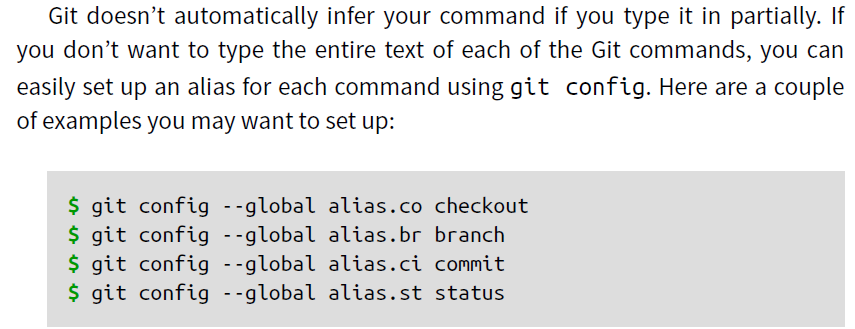 Git doesn’t automatically infer your command if you type it in partially. If
you don’t want to type the entire text of each of the Git commands, you can
easily set up an alias for each command using git config. Here are a couple
of examples you may want to set up:
$ git config --global alias.co checkout
$ git config --global alias.br branch
$ git config --global alias.ci commit
$ git config --global alias.st status